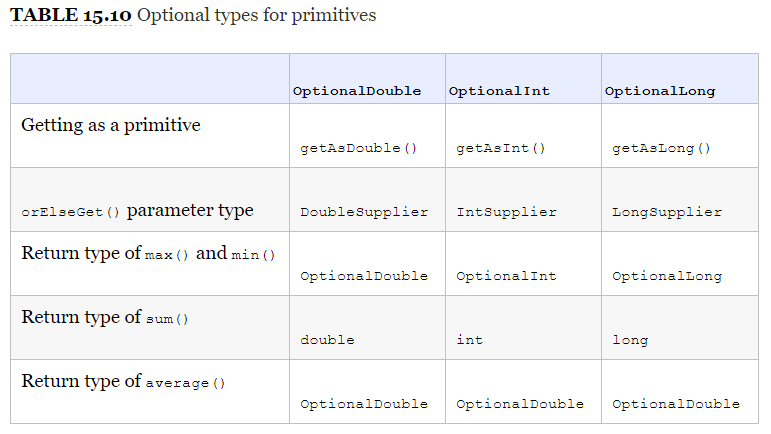 TABLE 15.10 Optional types for primitives
OptionalDouble OptionalInt OptionalLong
Getting as a primitive
getAsDouble() getAsInt() getAsLong()
orElseGet() parameter type DoubleSupplier IntSupplier LongSupplier
Return type of max() and min()
OptionalDouble OptionalInt OptionalLong
Return type of sum()
double int long
Return type of average()
OptionalDouble OptionalDouble OptionalDouble